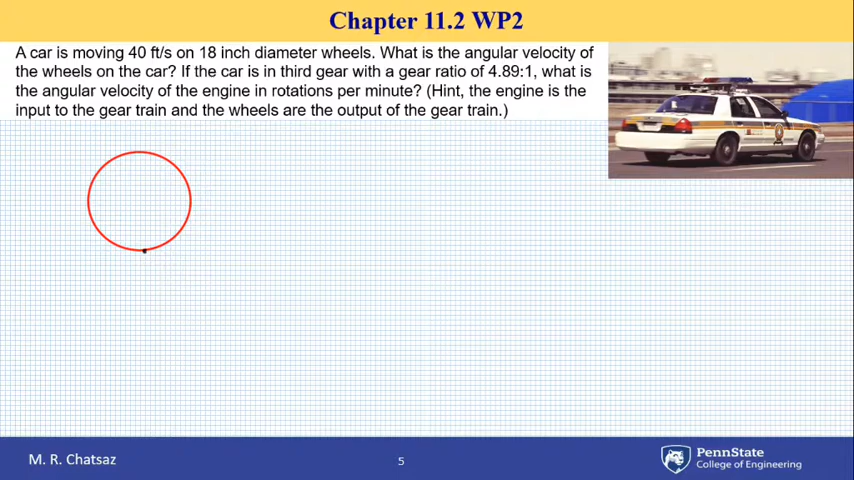 Chapter 11.2 WP2
A car is moving 40 ft/s on 18 inch diameter wheels. What is the angular velocity of
the wheels on the car? If the car is in third gear with a gear ratio of 4.89:1, what is
the angular velocity of the engine in rotations per minute? (Hint, the engine is the
input to the gear train and the wheels are the output of the gear train.)
M. R. Chatsaz
5
PennState
College of Engineering